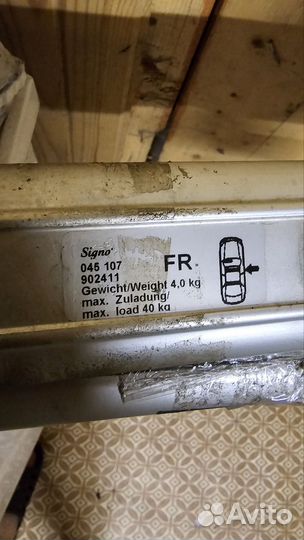 Signo
045 107
902411
FR
Gewicht/Weight 4,0 kg
max. Zuladung/
max. load 40 kg
Avito